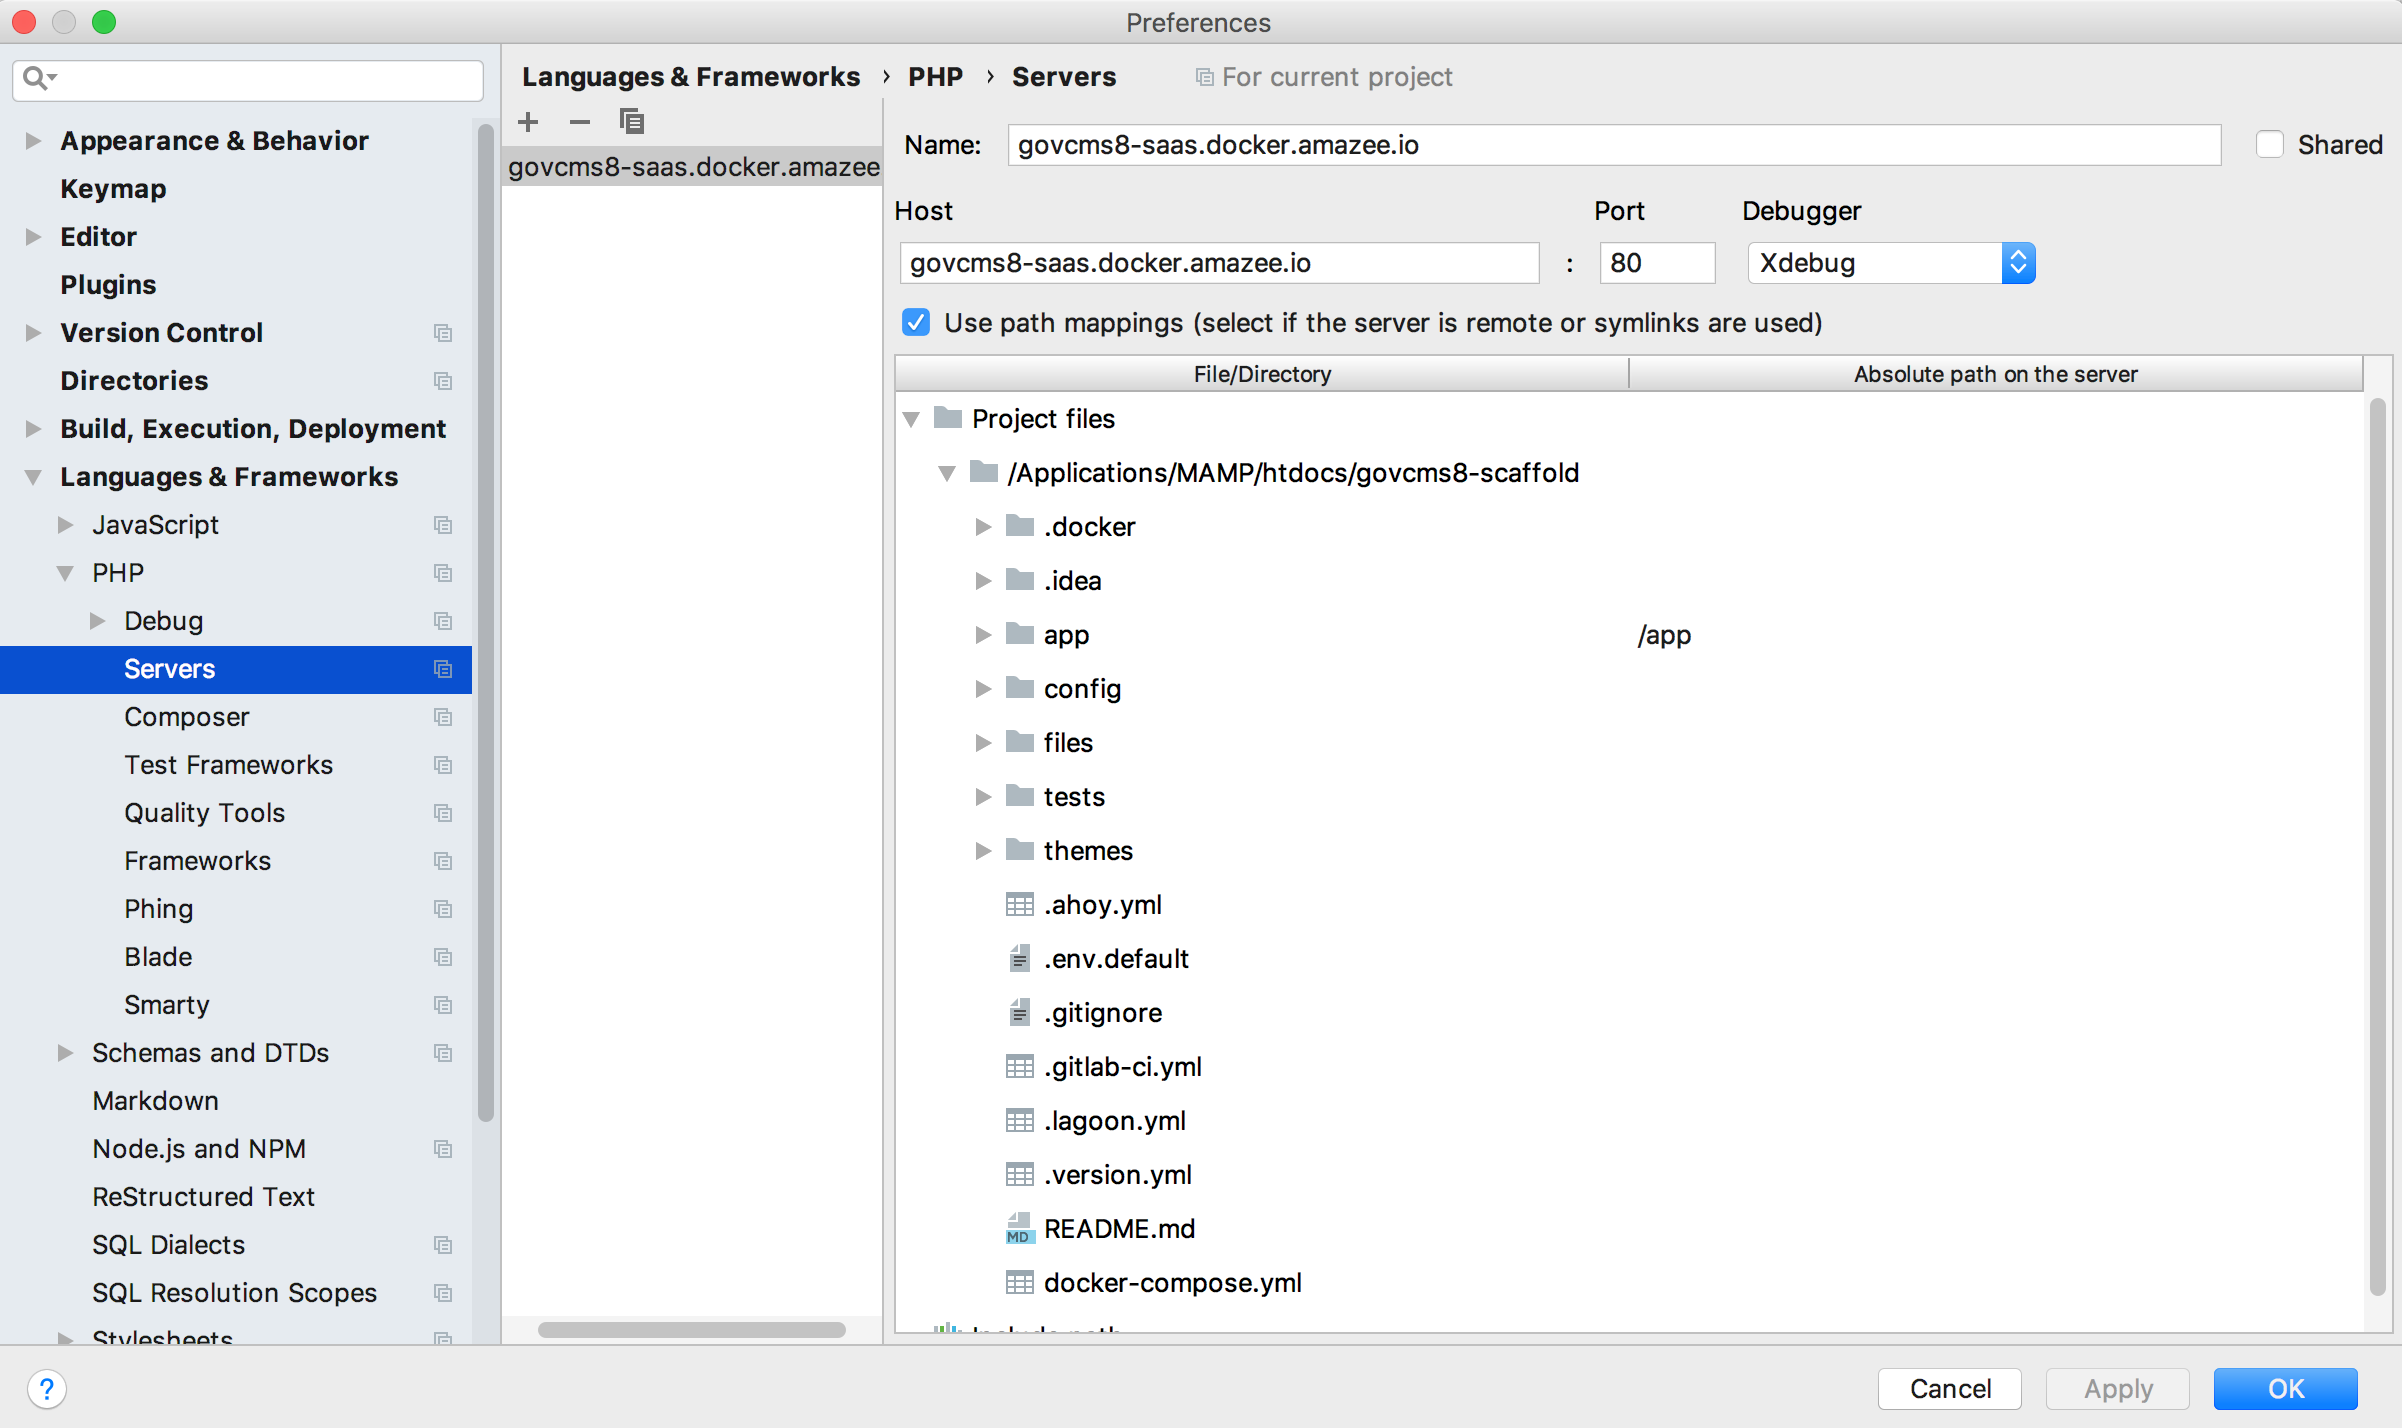 Preferences
Appearance & Behavior
Keymap
Editor
Plugins
Version Control
Directories
Build, Execution, Deployment
Languages & Frameworks
JavaScript
PHP
Debug
Servers
Composer
Test Frameworks
Quality Tools
Frameworks
Phing
Blade
Smarty
Schemas and DTDs
Markdown
Node.js and NPM
ReStructured Text
SQL Dialects
SQL Resolution Scopes
Stylesheets
Languages & Frameworks › PHP › Servers For current project
govcms8-saas.docker.amazee
Name: govcms8-saas.docker.amazee.io Shared
Host Port Debugger
govcms8-saas.docker.amazee.io : 80 Xdebug
Use path mappings (select if the server is remote or symlinks are used)
File/Directory Absolute path on the server
Project files
/Applications/MAMP/htdocs/govcms8-scaffold
.docker
.idea
app /app
config
files
tests
themes
.ahoy.yml
.env.default
.gitignore
.gitlab-ci.yml
.lagoon.yml
.version.yml
MD README.md
docker-compose.yml
Include path
? Cancel Apply OK